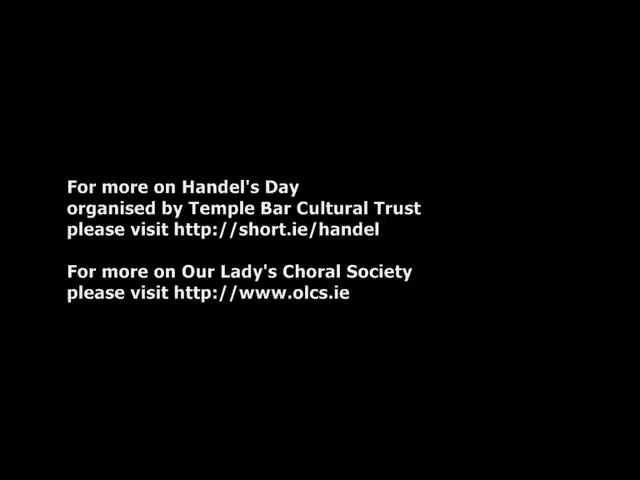 For more on Handel's Day
organised by Temple Bar Cultural Trust
please visit http://short.ie/handel
For more on Our Lady's Choral Society
please visit http://www.olcs.ie